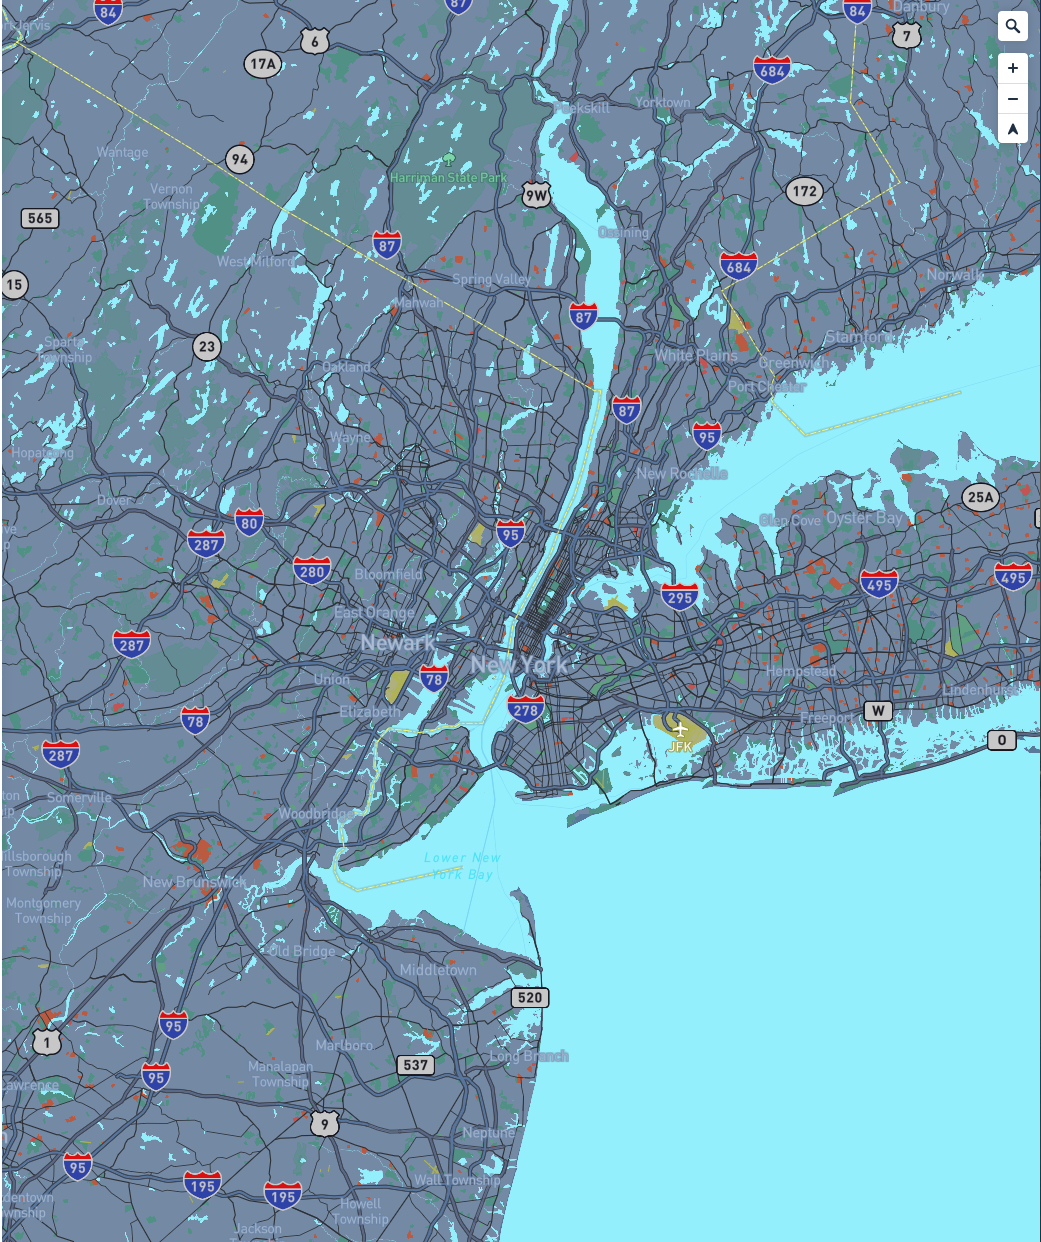 84
87
84
Danbury
6
7
17A
684
Peekskill
Yorktown
Wantage
94
Harriman State Park
Vernon
Township
9W
172
565
Ossining
87
West Milford
684
Spring Valley
Norwalk
15
Mahwah
87
23
Stamford
Sparta
Township
White Plains
Greenwich
Oakland
Port Chester
87
95
Wayne
Hopatcong
New Rochelle
Dover
25A
80
Glen Cove
Oyster Bay
95
287
280
Bloomfield
495
495
295
East Orange
287
Newark
New York
Hempstead
Union
78
Lindenhurst
Elizabeth
278
W
78
Freeport
JFK
O
287
Somerville
Woodbridge
Lower New
York Bay
Hillsborough
Township
New Brunswick
Montgomery
Township
Old Bridge
Middletown
520
95
1
Marlboro
Long Branch
537
Manalapan
Township
95
Lawrence
9
Neptune
95
195
195
Wall Township
Howell
Township
Jackson